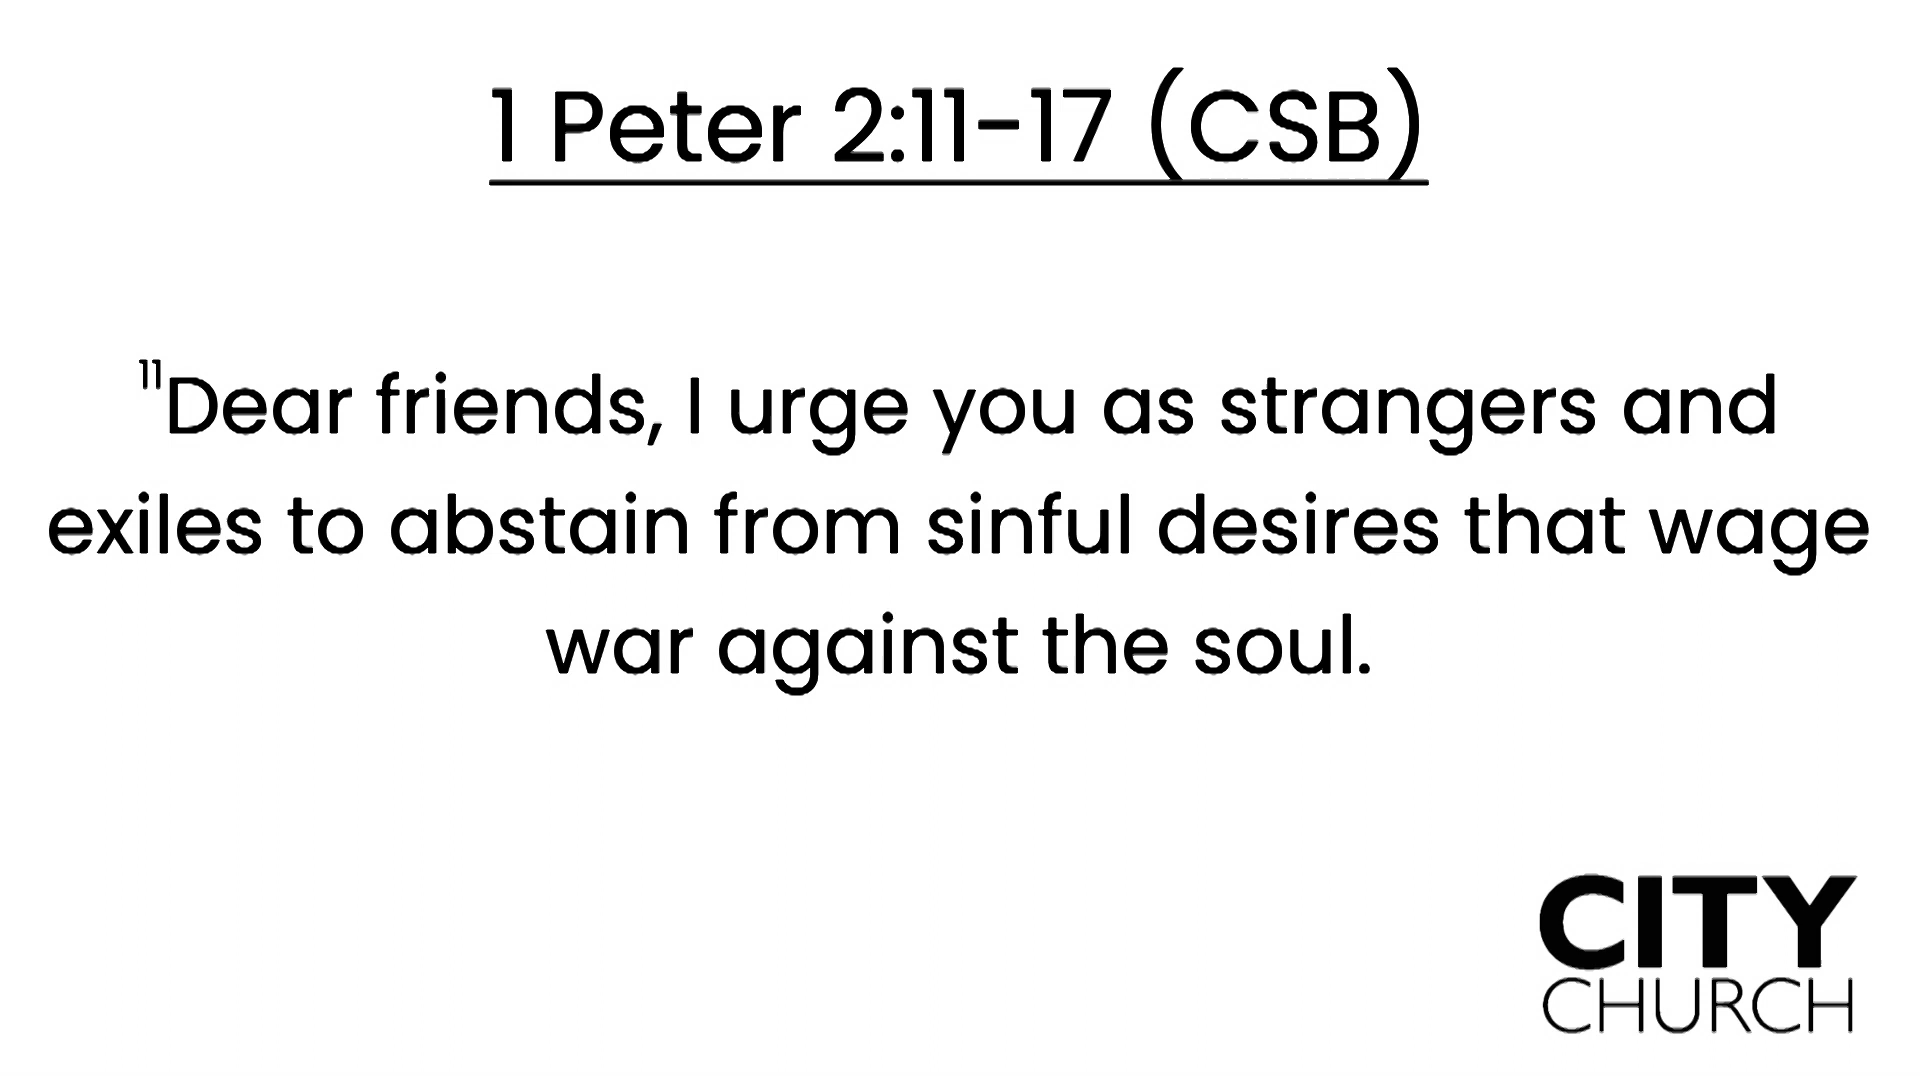 1 Peter 2:11-17 (CSB)
¹¹Dear friends, I urge you as strangers and
exiles to abstain from sinful desires that wage
war against the soul.
CITY
CHURCH